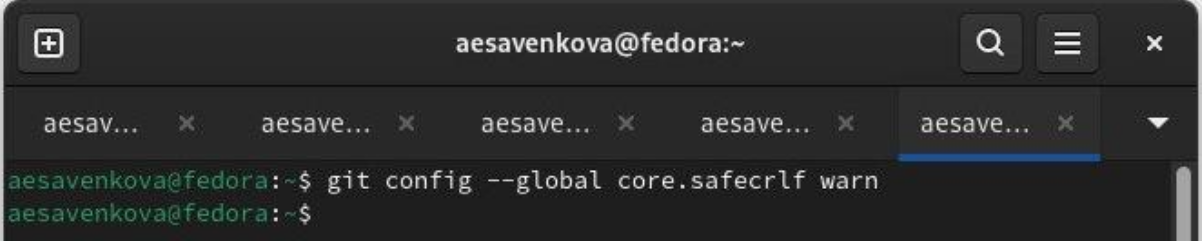 aesavenkova@fedora:~
aesav... aesave... aesave... aesave... aesave...
aesavenkova@fedora:~$ git config --global core.safecrlf warn
aesavenkova@fedora:~$